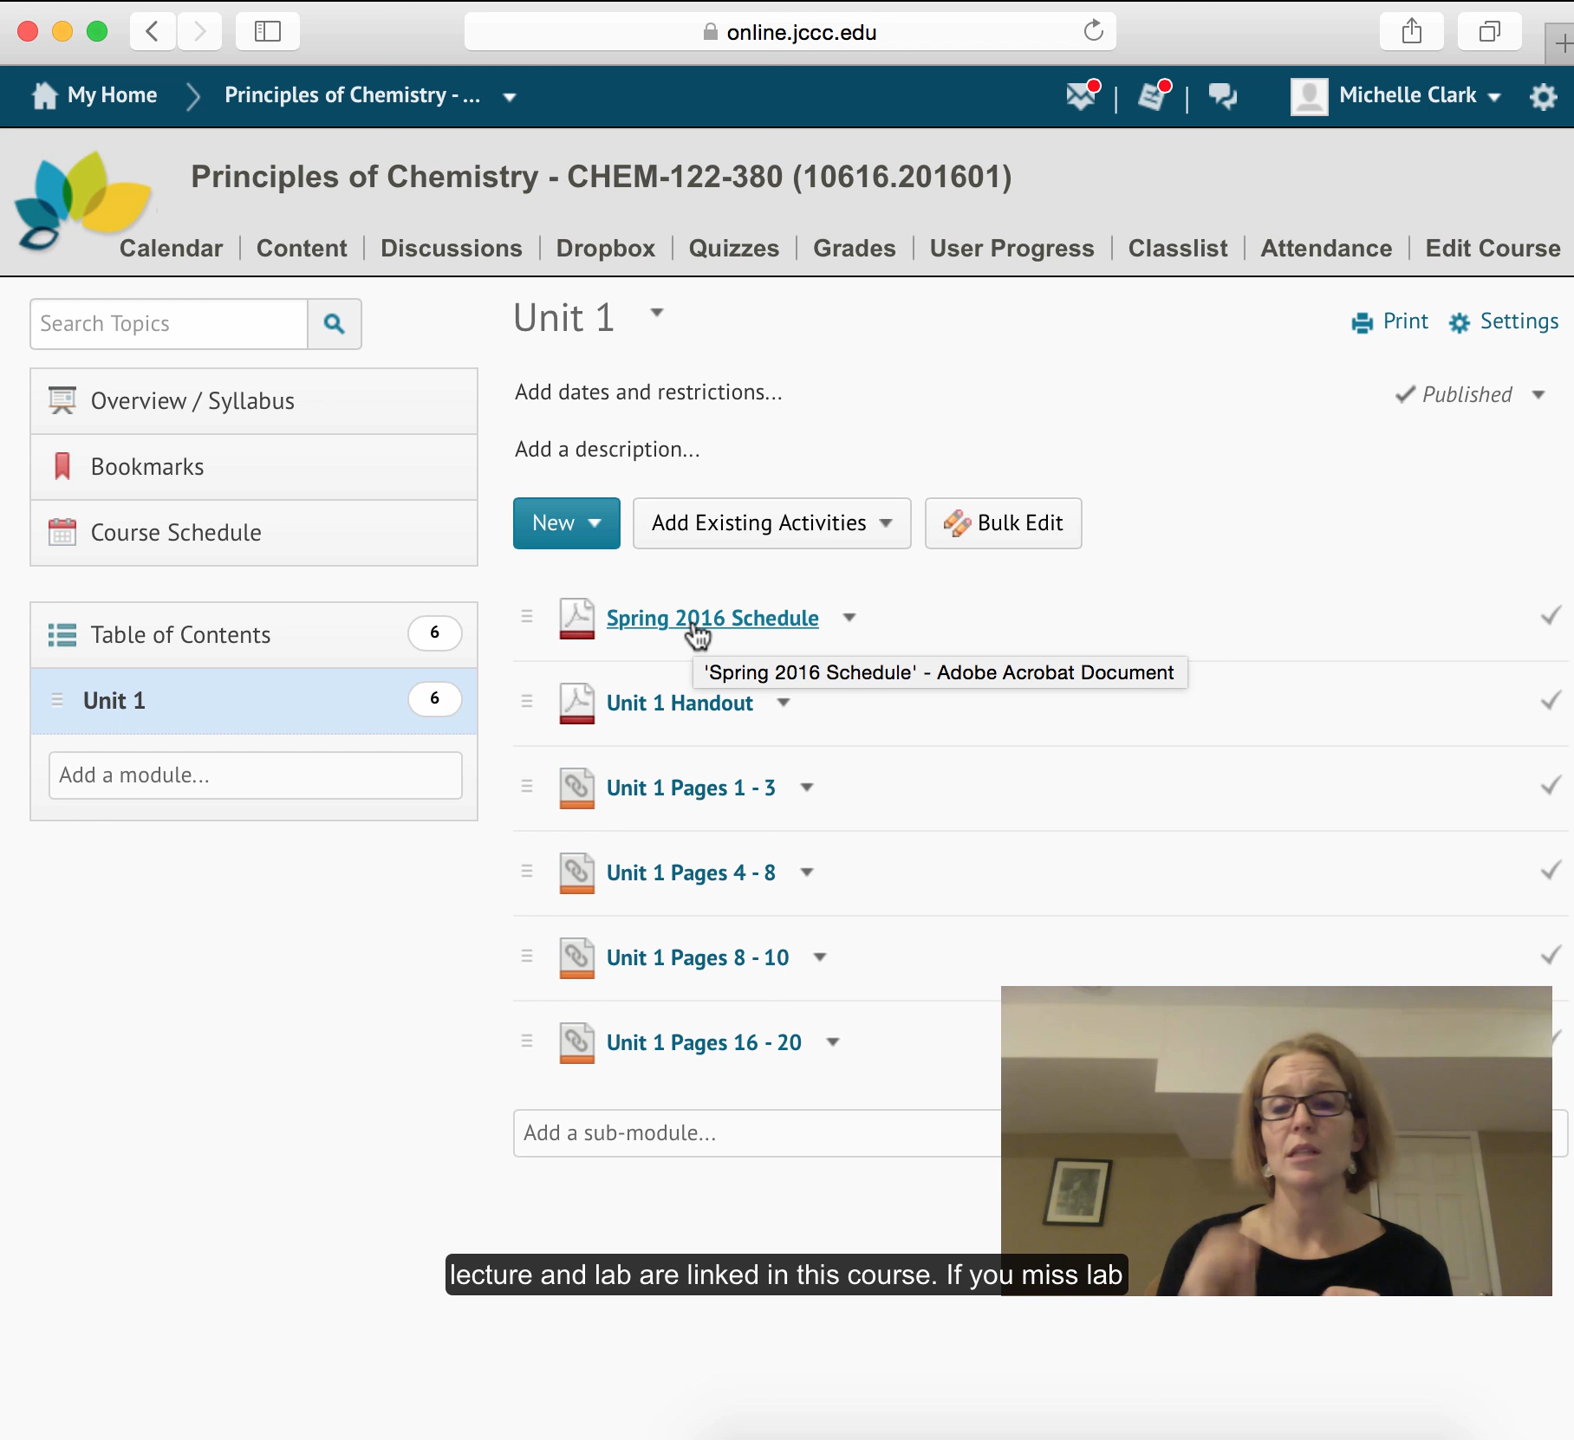 online.jccc.edu
My Home
Principles of Chemistry - ...
Michelle Clark
Principles of Chemistry - CHEM-122-380 (10616.201601)
Calendar | Content | Discussions | Dropbox | Quizzes | Grades | User Progress | Classlist | Attendance | Edit Course
Search Topics
Overview / Syllabus
Bookmarks
Course Schedule
Table of Contents 6
Unit 1 6
Add a module...
Unit 1
Print
Settings
Add dates and restrictions...
Published
Add a description...
New
Add Existing Activities
Bulk Edit
Spring 2016 Schedule
'Spring 2016 Schedule' - Adobe Acrobat Document
Unit 1 Handout
Unit 1 Pages 1 - 3
Unit 1 Pages 4 - 8
Unit 1 Pages 8 - 10
Unit 1 Pages 16 - 20
Add a sub-module...
lecture and lab are linked in this course. If you miss lab